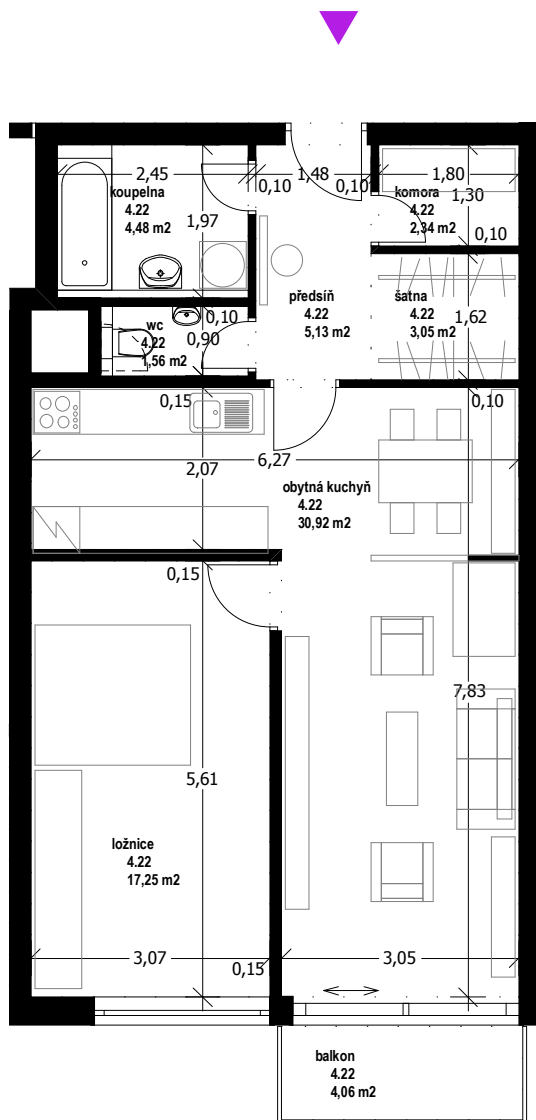 2,45
0,10
1,48
0,10
1,80
koupelna
4.22
4,48 m2
komora
4.22
2,34 m2
1,30
1,97
0,10
předsíň
4.22
5,13 m2
šatna
4.22
3,05 m2
1,62
0,10
wc
4.22
1,56 m2
0,90
0,15
0,10
2,07
6,27
obytná kuchyň
4.22
30,92 m2
0,15
7,83
5,61
ložnice
4.22
17,25 m2
3,07
0,15
3,05
balkon
4.22
4,06 m2